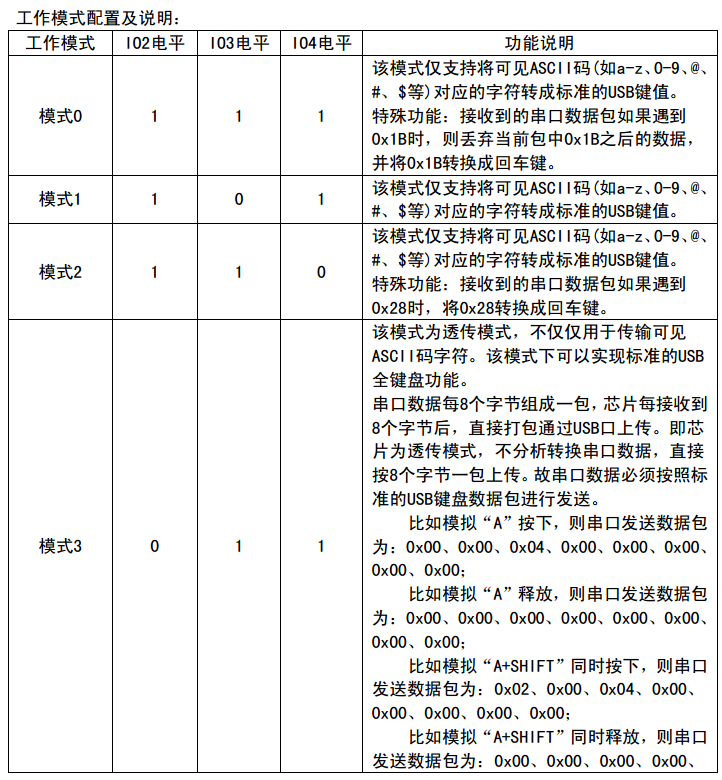 工作模式配置及说明:
工作模式 IO2电平 IO3电平 IO4电平 功能说明
模式0 1 1 1
该模式仅支持将可见ASCII码(如a-z、0-9、@、
#、$等)对应的字符转成标准的USB键值。
特殊功能: 接收到的串口数据包如果遇到
0x1B时, 则丢弃当前包中0x1B之后的数据,
并将0x1B转换成回车键。
模式1 1 0 1
该模式仅支持将可见ASCII码(如a-z、0-9、@、
#、$等)对应的字符转成标准的USB键值。
模式2 1 1 0
该模式仅支持将可见ASCII码(如a-z、0-9、@、
#、$等)对应的字符转成标准的USB键值。
特殊功能: 接收到的串口数据包如果遇到
0x28时, 将0x28转换成回车键。
模式3 0 1 1
该模式为透传模式, 不仅仅用于传输可见
ASCII码字符。该模式下可以实现标准的USB
全键盘功能。
串口数据每8个字节组成一包, 芯片每接收到
8个字节后, 直接打包通过USB口上传。即芯
片为透传模式, 不分析转换串口数据, 直接
按8个字节一包上传。故串口数据必须按照标
准的USB键盘数据包进行发送。
比如模拟“A”按下, 则串口发送数据包
为: 0x00、0x00、0x04、0x00、0x00、0x00、
0x00、0x00;
比如模拟“A”释放, 则串口发送数据包
为: 0x00、0x00、0x00、0x00、0x00、0x00、
0x00、0x00;
比如模拟“A+SHIFT”同时按下, 则串口
发送数据包为: 0x02、0x00、0x04、0x00、
0x00、0x00、0x00、0x00;
比如模拟“A+SHIFT”同时释放, 则串口
发送数据包为: 0x00、0x00、0x00、0x00、